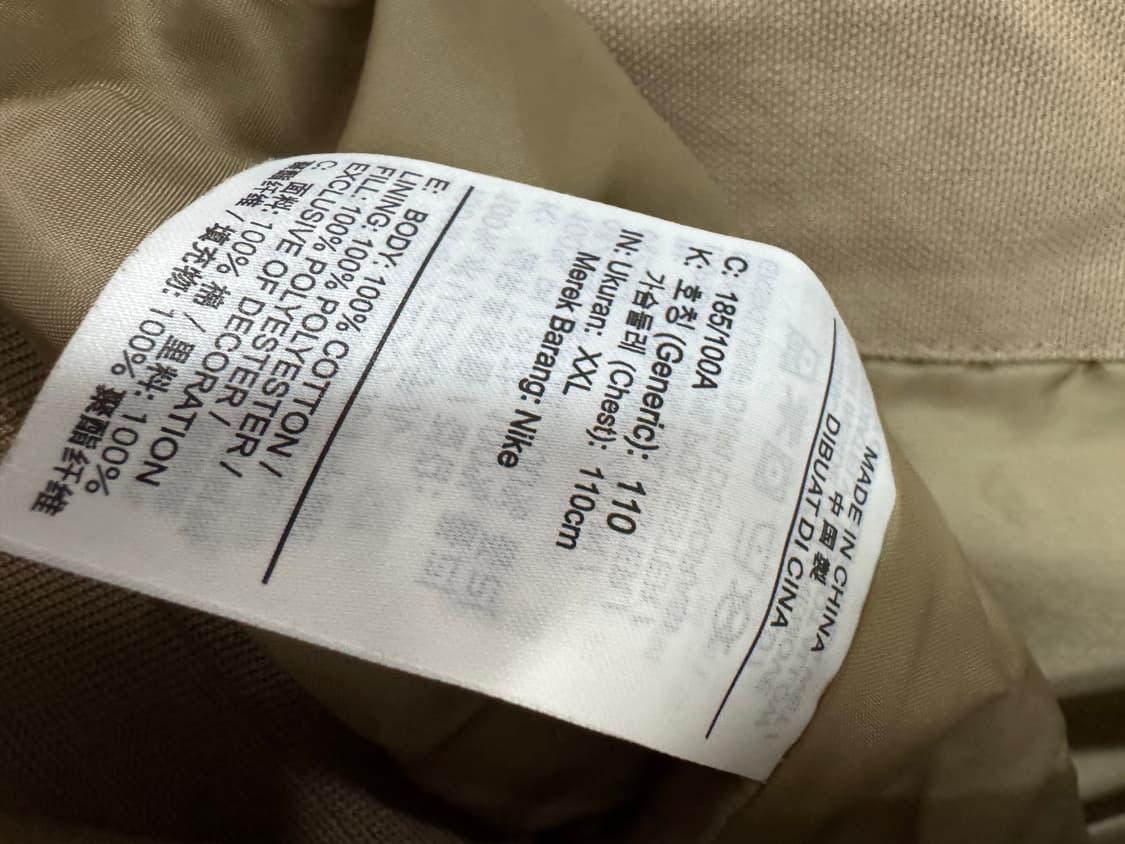 MADE IN CHINA
中国製
DIBUAT DI CINA
C: 185/100A
K: 호칭 (Generic): 110
가슴둘레 (Chest): 110cm
IN: Ukuran: XXL
Merek Barang: Nike
E: BODY: 100% COTTON /
LINING: 100% POLYESTER /
FILL: 100% POLYESTER /
EXCLUSIVE OF DECORATION
C: 面料: 100% 棉 / 里料: 100%
聚酯纤维 / 填充物: 100% 聚酯纤维